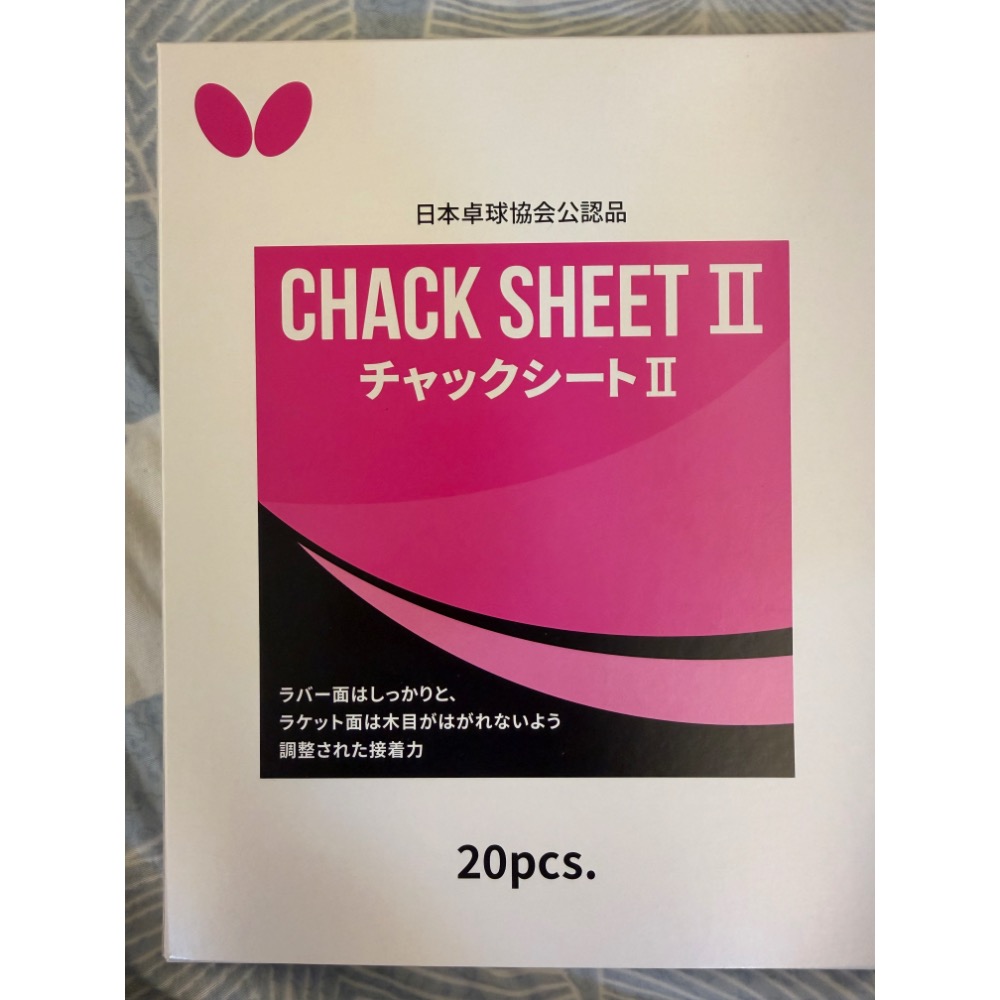 日本卓球協会公認品
CHACK SHEET II
チャックシートII
ラバー面はしっかりと、
ラケット面は木目がはがれないよう
調整された接着力
20pcs.